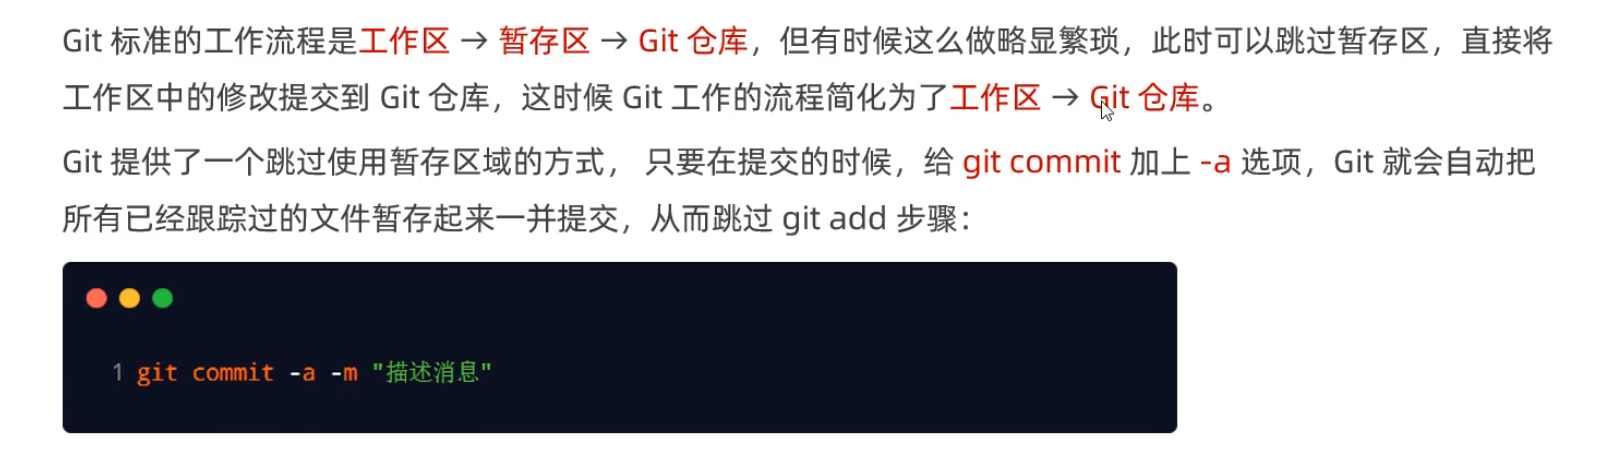 Git 标准的工作流程是工作区 → 暂存区 → Git 仓库，但有时候这么做略显繁琐，此时可以跳过暂存区，直接将
工作区中的修改提交到 Git 仓库，这时候 Git 工作的流程简化为了工作区 → Git 仓库。
Git 提供了一个跳过使用暂存区域的方式， 只要在提交的时候，给 git commit 加上 -a 选项，Git 就会自动把
所有已经跟踪过的文件暂存起来一并提交，从而跳过 git add 步骤：
1 git commit -a -m "描述消息"